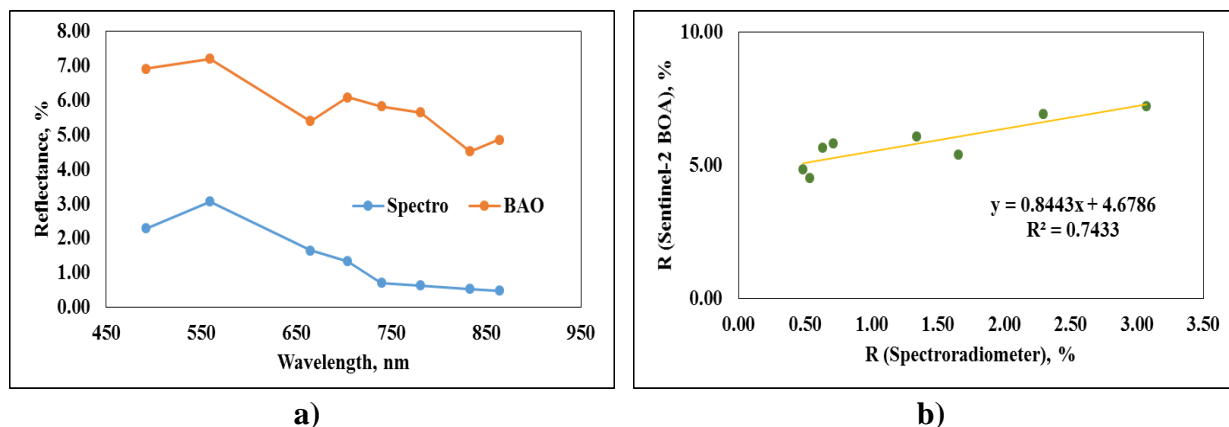 8.00
7.00
6.00
5.00
4.00
3.00
2.00
1.00
0.00
Reflectance, %
Spectro BAO
450 550 650 750 850 950
Wavelength, nm
a)
10.00
5.00
0.00
R (Sentinel-2 BOA), %
y = 0.8443x + 4.6786
R² = 0.7433
0.00 0.50 1.00 1.50 2.00 2.50 3.00 3.50
R (Spectroradiometer), %
b)